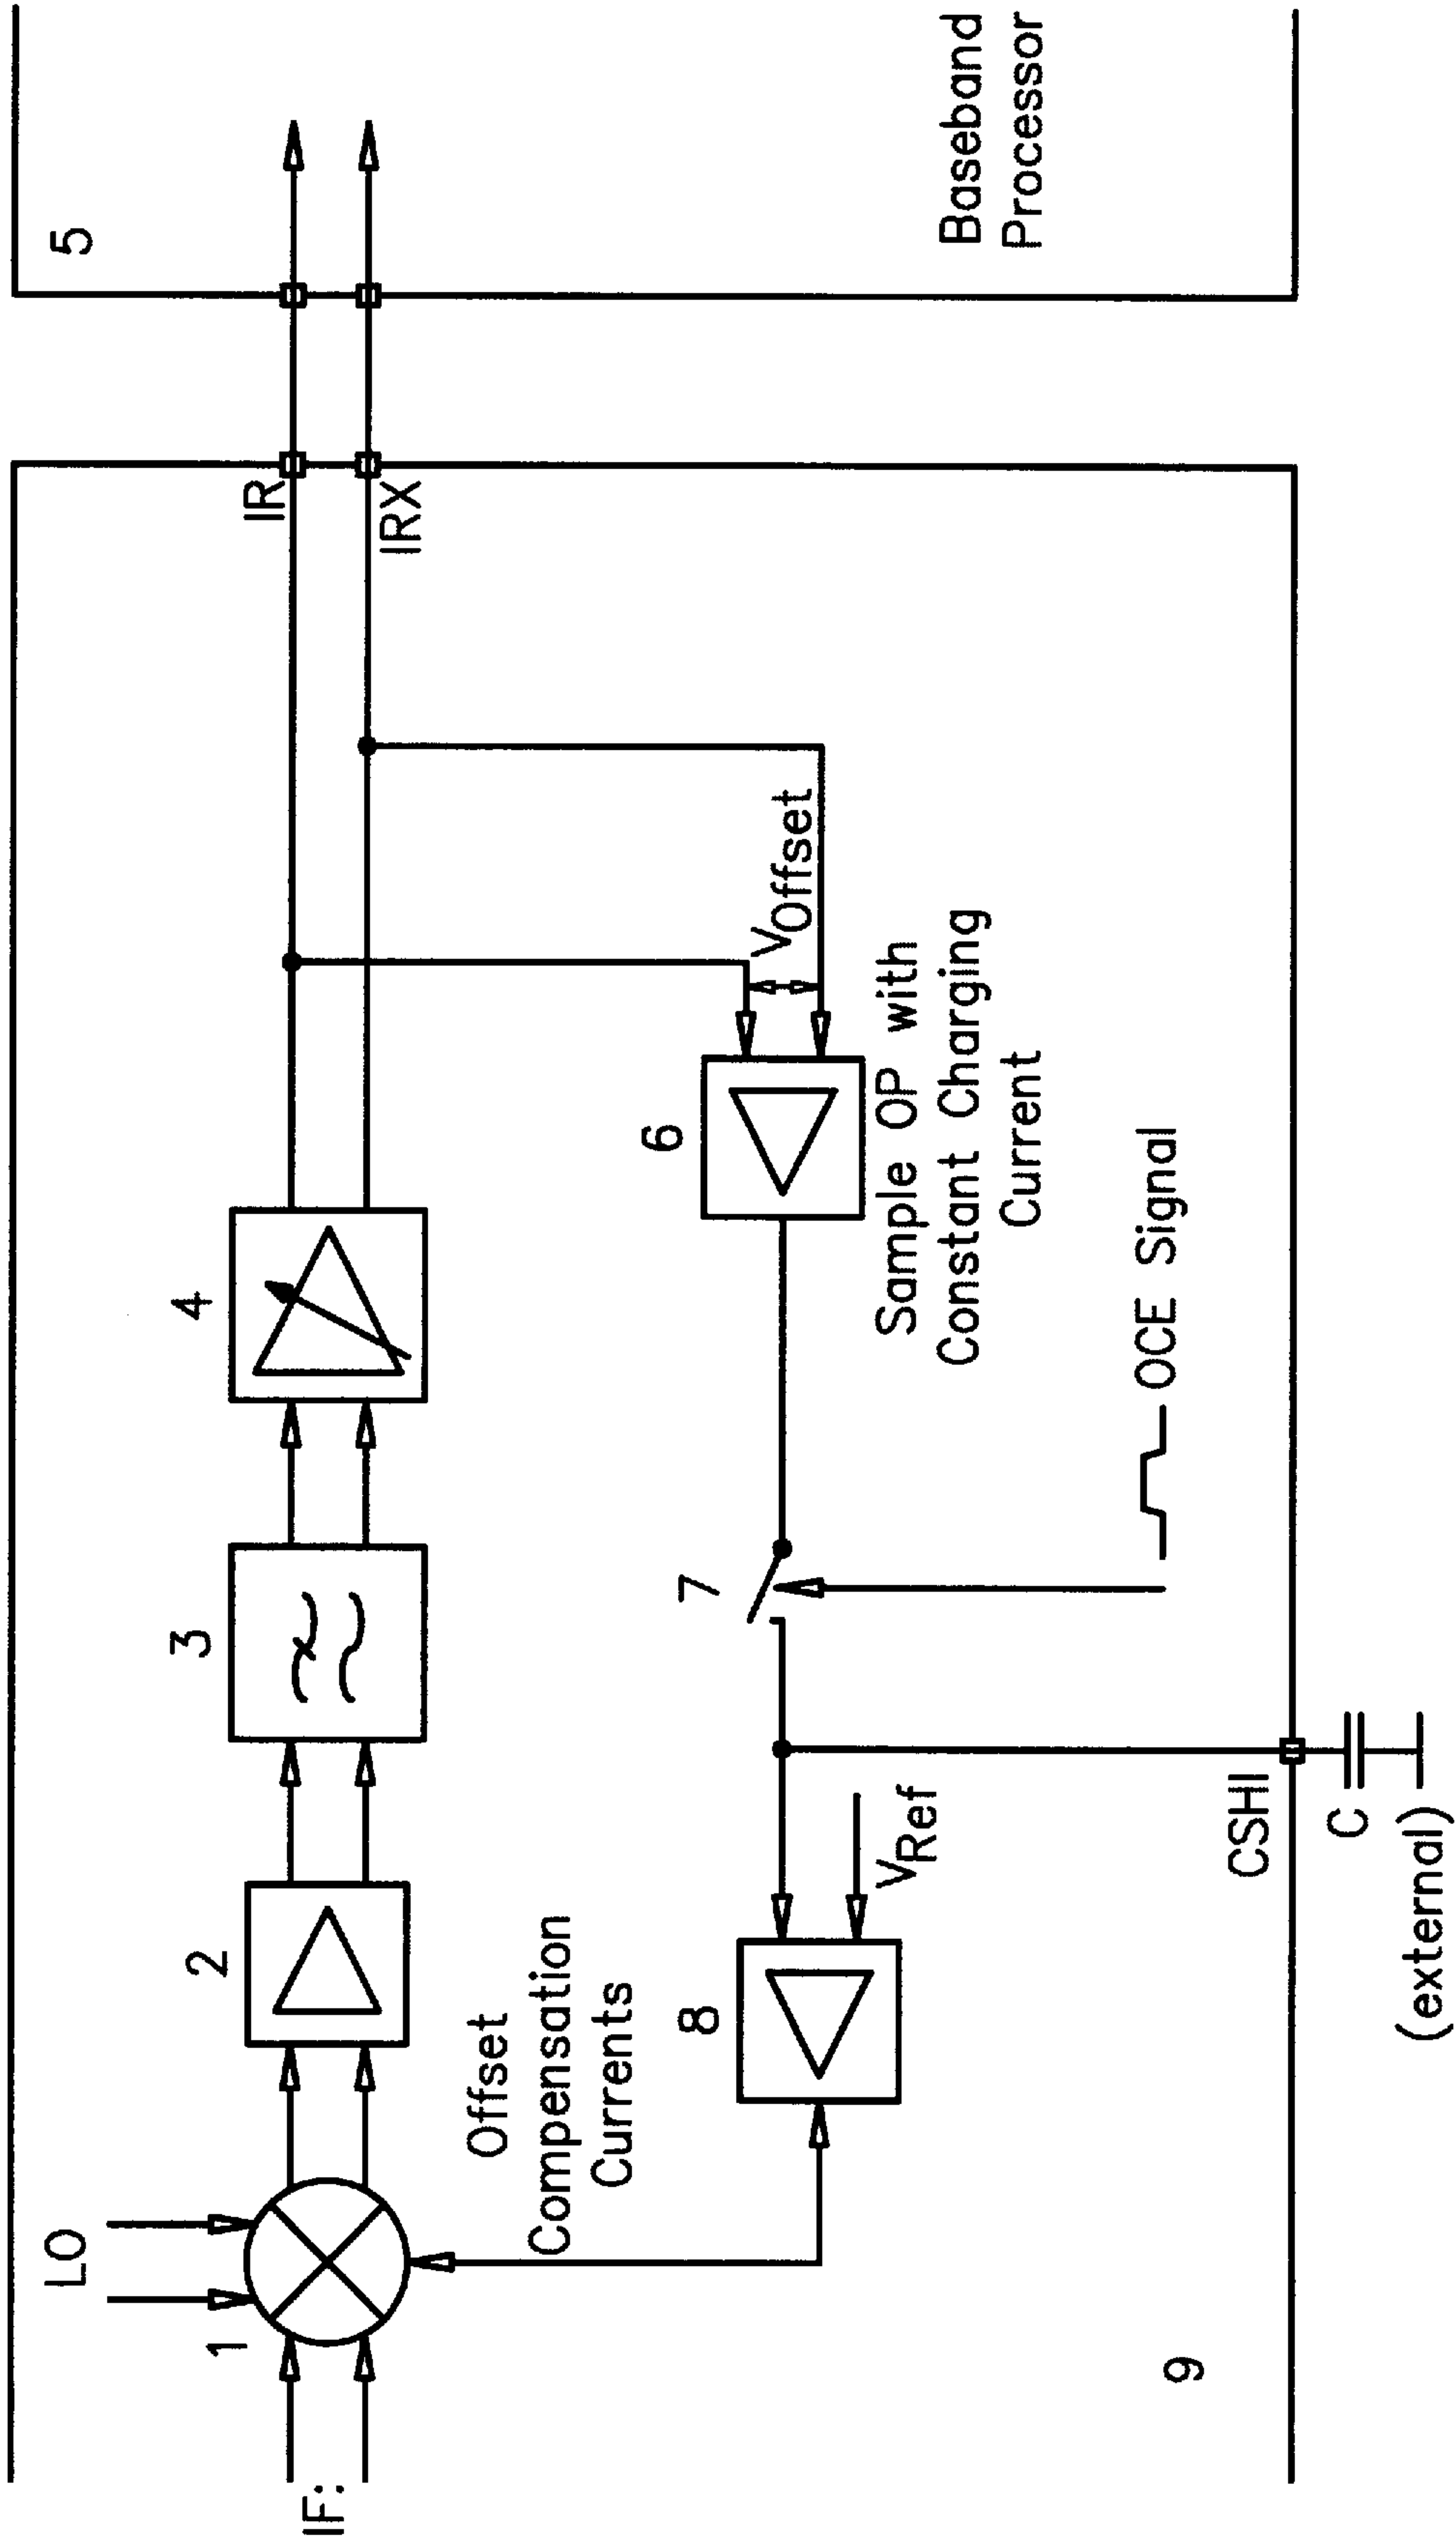 LO
1
2
3
4
5
IF:
IR
IRX
Offset
Compensation
Currents
8
7
6
VOffset
VRef
Sample OP with
Constant Charging
Current
OCE Signal
Baseband
Processor
9
CSHI
C
(external)